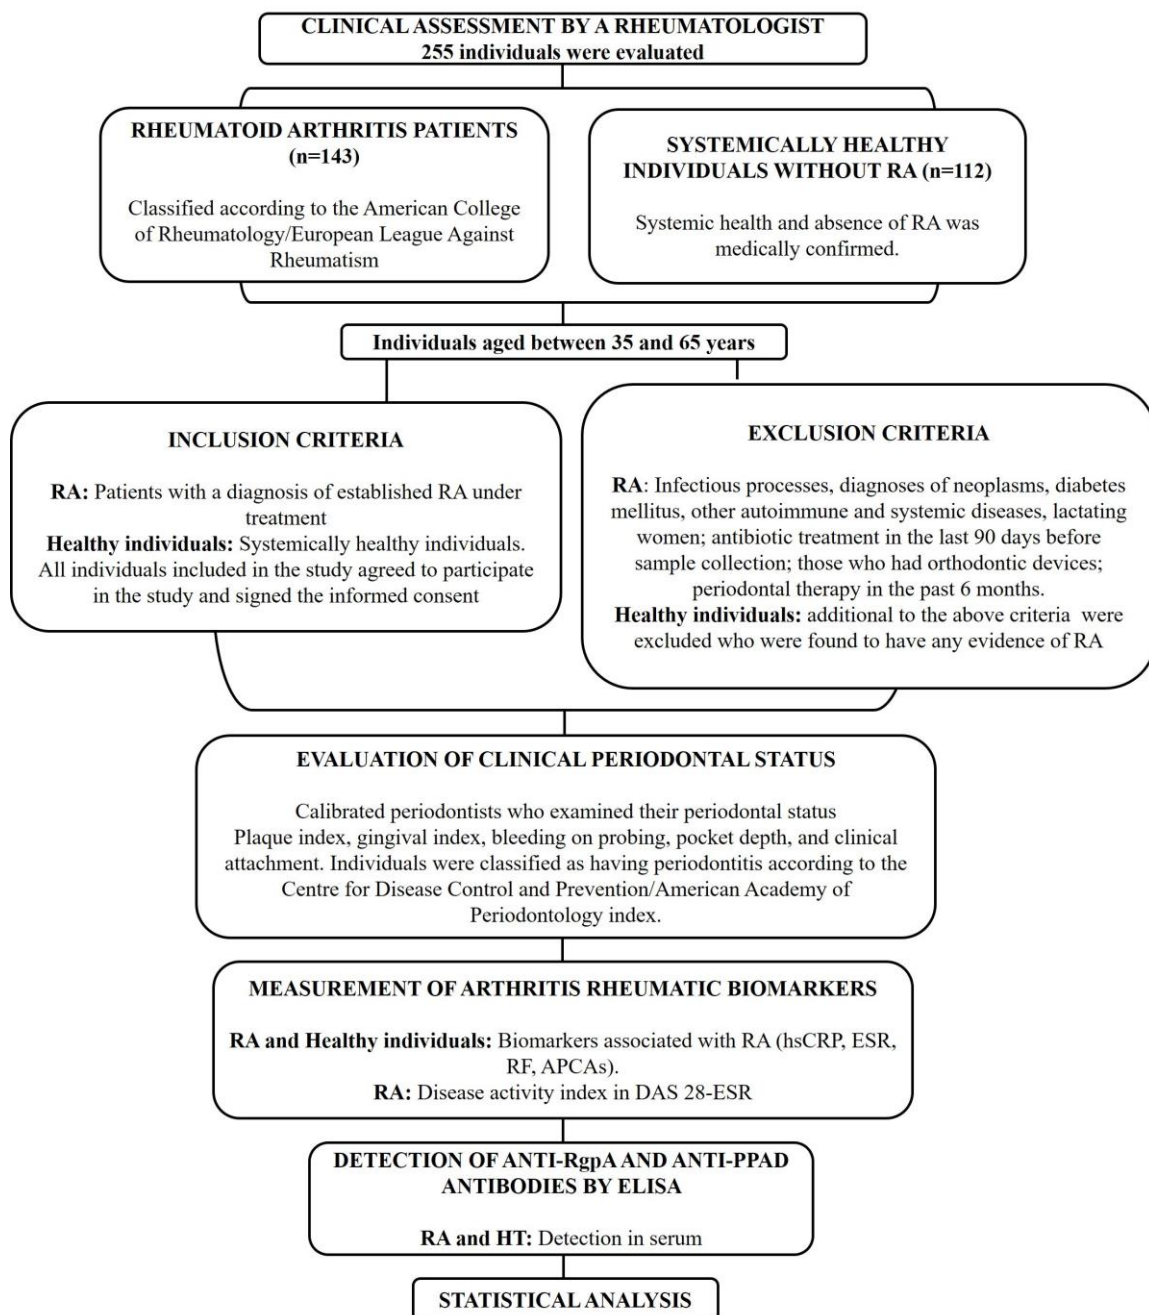 CLINICAL ASSESSMENT BY A RHEUMATOLOGIST
255 individuals were evaluated
RHEUMATOID ARTHRITIS PATIENTS
(n=143)
Classified according to the American College
of Rheumatology/European League Against
Rheumatism
SYSTEMICALLY HEALTHY
INDIVIDUALS WITHOUT RA (n=112)
Systemic health and absence of RA was
medically confirmed.
Individuals aged between 35 and 65 years
INCLUSION CRITERIA
RA: Patients with a diagnosis of established RA under
treatment
Healthy individuals: Systemically healthy individuals.
All individuals included in the study agreed to participate
in the study and signed the informed consent
EXCLUSION CRITERIA
RA: Infectious processes, diagnoses of neoplasms, diabetes
mellitus, other autoimmune and systemic diseases, lactating
women; antibiotic treatment in the last 90 days before
sample collection; those who had orthodontic devices;
periodontal therapy in the past 6 months.
Healthy individuals: additional to the above criteria were
excluded who were found to have any evidence of RA
EVALUATION OF CLINICAL PERIODONTAL STATUS
Calibrated periodontists who examined their periodontal status
Plaque index, gingival index, bleeding on probing, pocket depth, and clinical
attachment. Individuals were classified as having periodontitis according to the
Centre for Disease Control and Prevention/American Academy of
Periodontology index.
MEASUREMENT OF ARTHRITIS RHEUMATIC BIOMARKERS
RA and Healthy individuals: Biomarkers associated with RA (hsCRP, ESR,
RF, APCAs).
RA: Disease activity index in DAS 28-ESR
DETECTION OF ANTI-RgpA AND ANTI-PPAD
ANTIBODIES BY ELISA
RA and HT: Detection in serum
STATISTICAL ANALYSIS